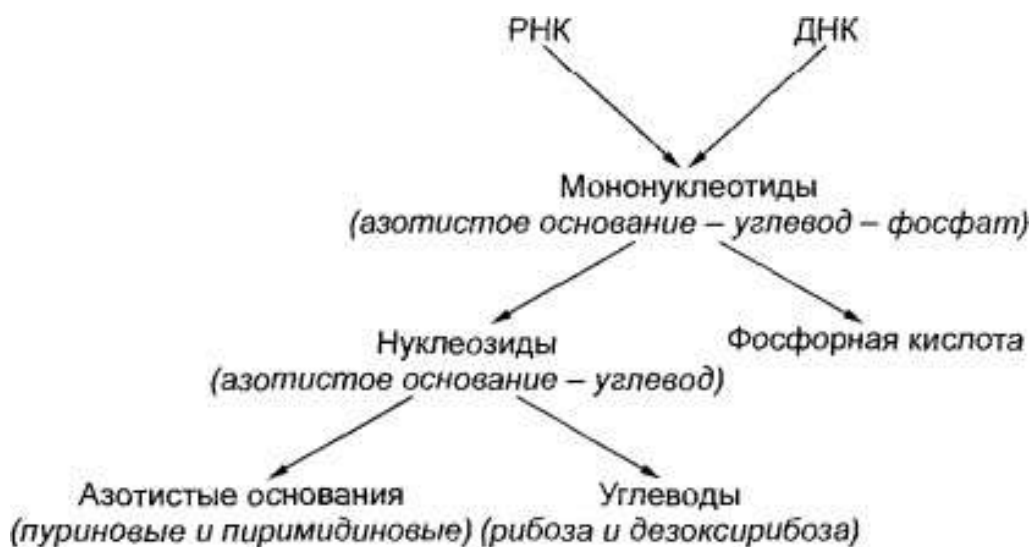 РНК ДНК
Мононуклеотиды
(азотистое основание – углевод – фосфат)
Нуклеозиды Фосфорная кислота
(азотистое основание – углевод)
Азотистые основания Углеводы
(пуриновые и пиримидиновые) (рибоза и дезоксирибоза)